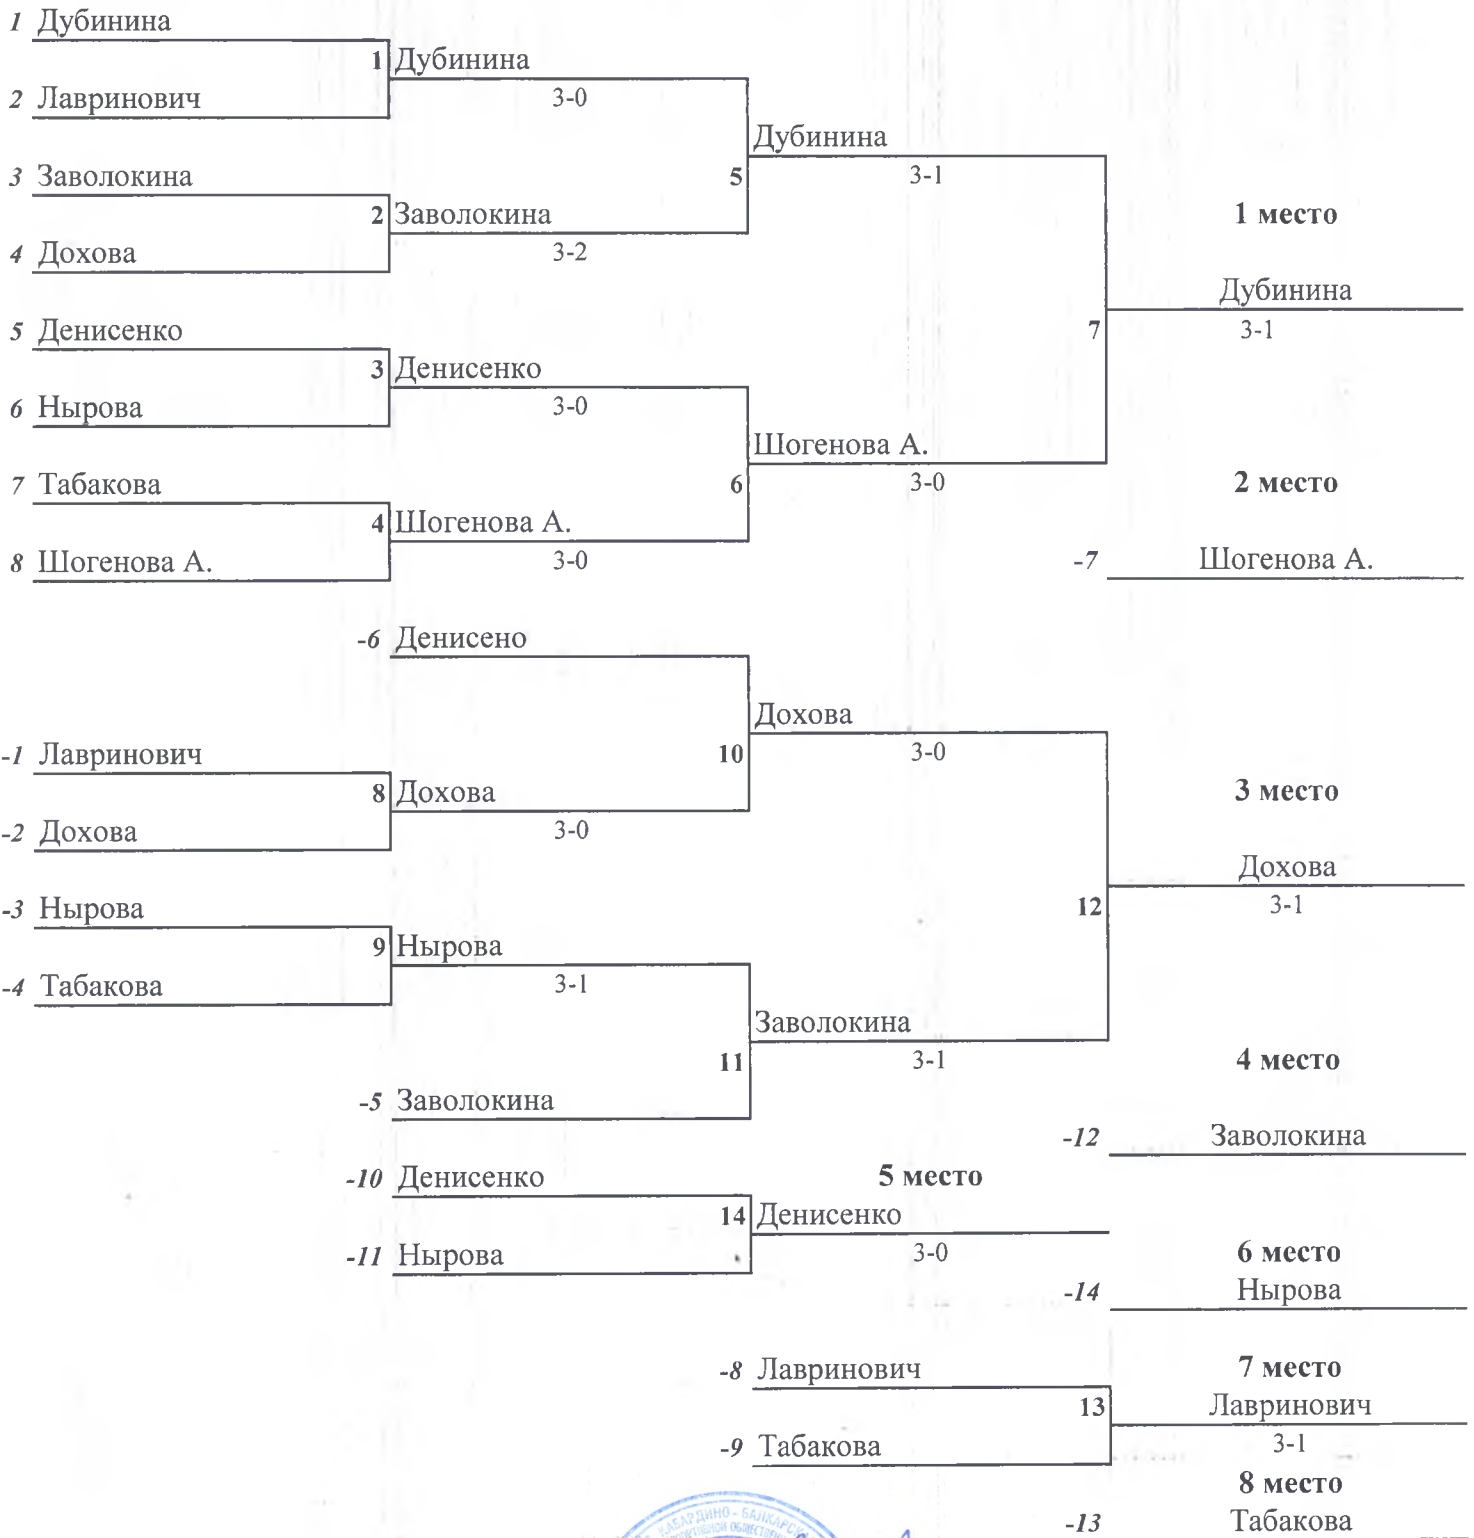 1 Дубинина
1 Дубинина
2 Лавринович
3-0
Дубинина
3 Заволокина
5
3-1
2 Заволокина
1 место
4 Дохова
3-2
Дубинина
5 Денисенко
7
3-1
3 Денисенко
6 Нырова
3-0
Шогенова А.
7 Табакова
6
3-0
2 место
4 Шогенова А.
8 Шогенова А.
3-0
-7 Шогенова А.
-6 Денисено
Дохова
-1 Лавринович
10
3-0
8 Дохова
3 место
-2 Дохова
3-0
Дохова
-3 Нырова
12
3-1
9 Нырова
-4 Табакова
3-1
Заволокина
11
3-1
4 место
-5 Заволокина
-12 Заволокина
-10 Денисенко
5 место
14 Денисенко
-11 Нырова
3-0
6 место
-14 Нырова
-8 Лавринович
7 место
13 Лавринович
-9 Табакова
3-1
8 место
-13 Табакова